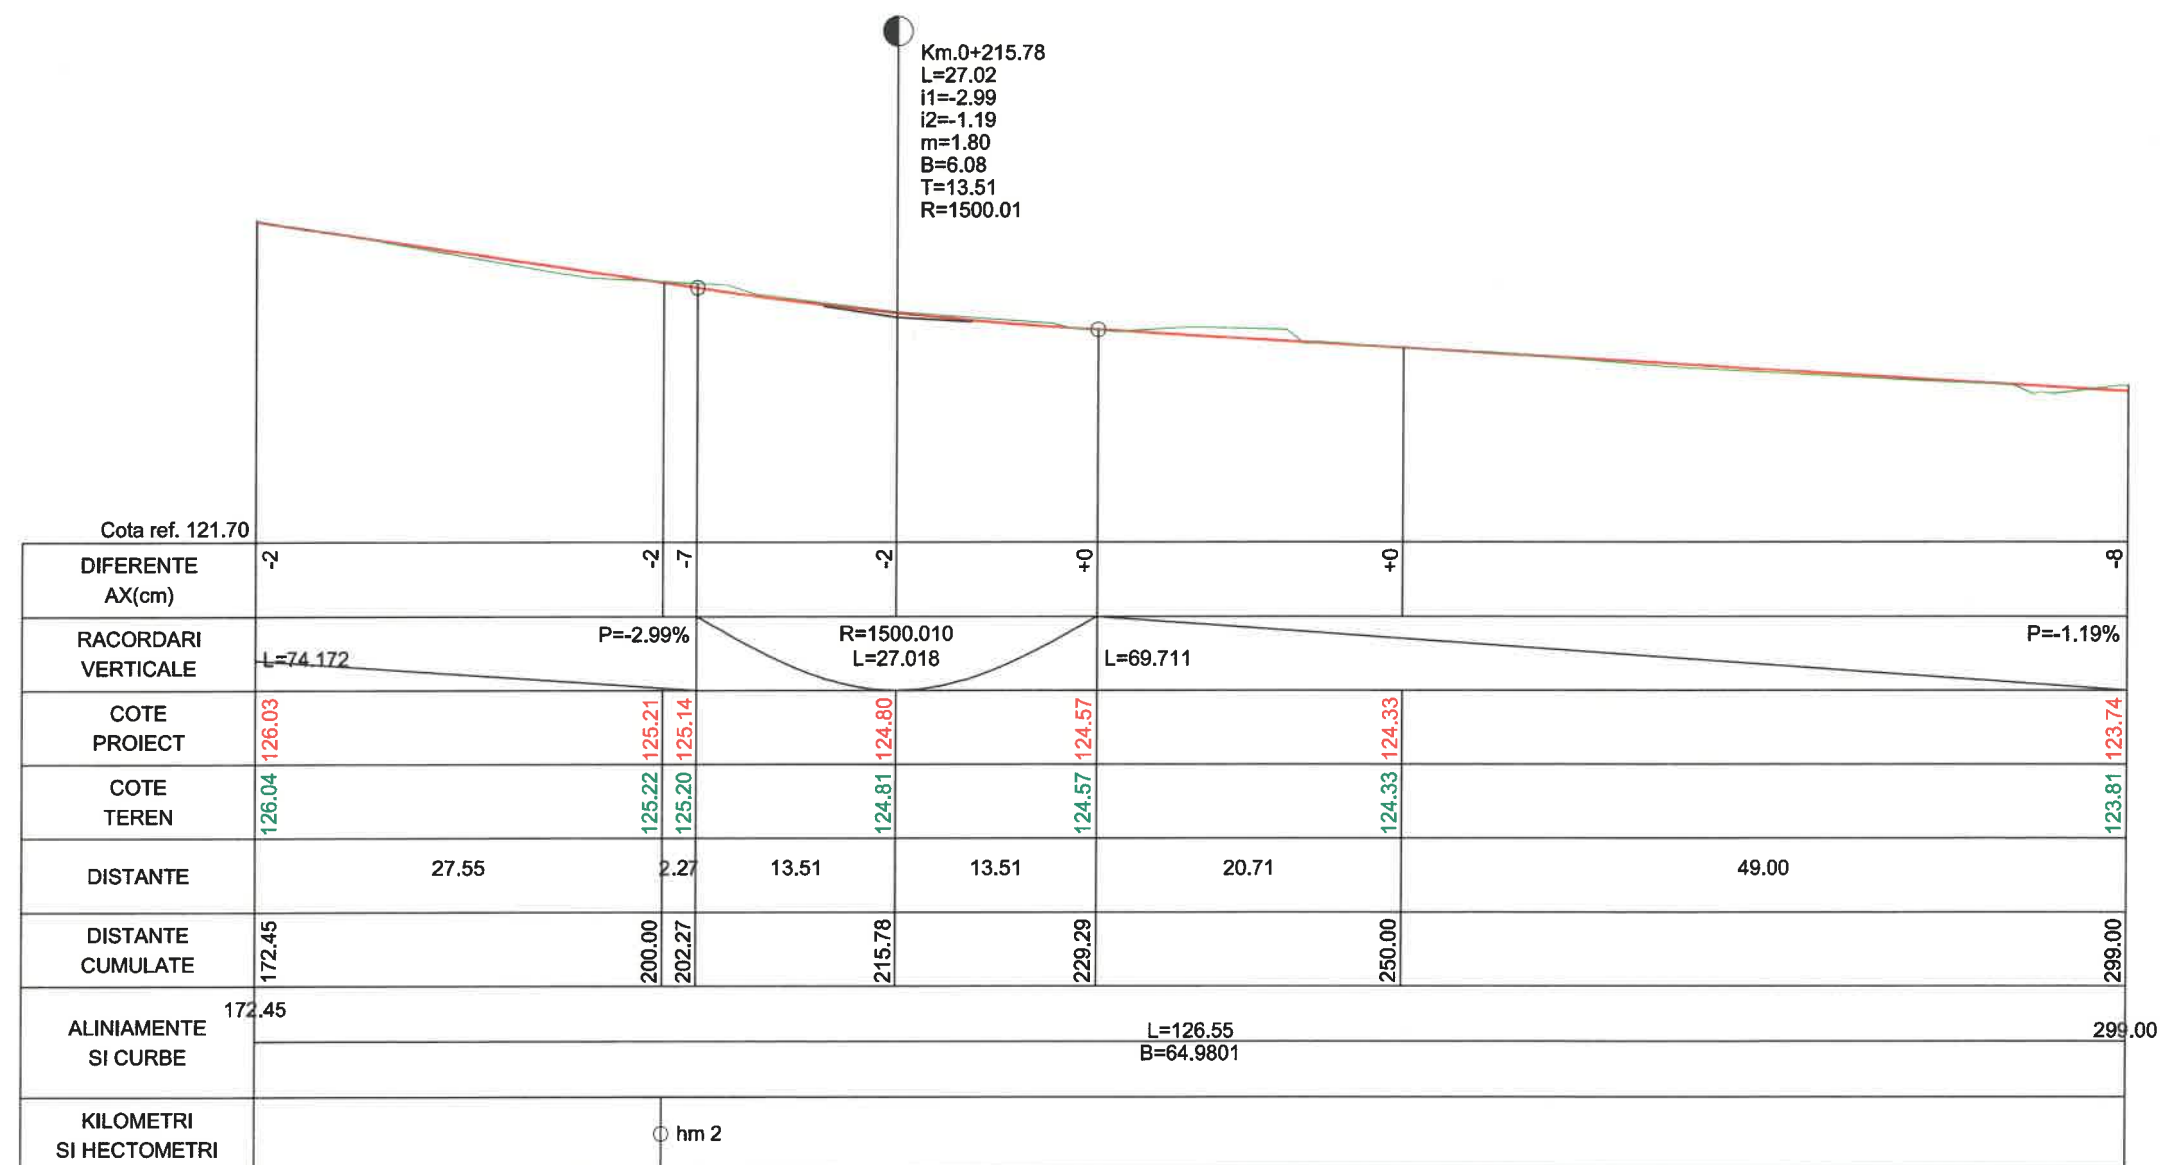 Km.0+215.78
L=27.02
i1=-2.99
i2=-1.19
m=1.80
B=6.08
T=13.51
R=1500.01
Cota ref. 121.70
DIFERENTE
AX(cm)
-2
-2
-7
-2
+0
+0
-8
RACORDARI
VERTICALE
L=74.172
P=-2.99%
R=1500.010
L=27.018
L=69.711
P=-1.19%
COTE
PROIECT
126.03
125.21
125.14
124.80
124.57
124.33
123.74
COTE
TEREN
126.04
125.22
125.20
124.81
124.57
124.33
123.81
DISTANTE
27.55
2.27
13.51
13.51
20.71
49.00
DISTANTE
CUMULATE
172.45
200.00
202.27
215.78
229.29
250.00
299.00
ALINIAMENTE
SI CURBE
172.45
L=126.55
B=64.9801
299.00
KILOMETRI
SI HECTOMETRI
hm 2